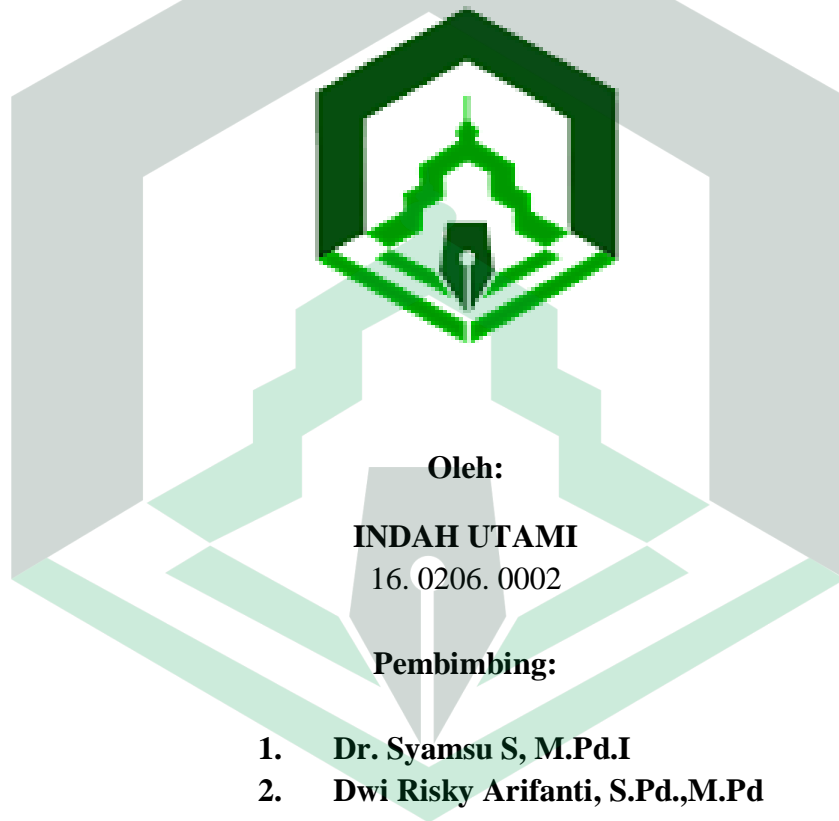 Oleh:
INDAH UTAMI
16. 0206. 0002
Pembimbing:
1. Dr. Syamsu S, M.Pd.I
2. Dwi Risky Arifanti, S.Pd.,M.Pd